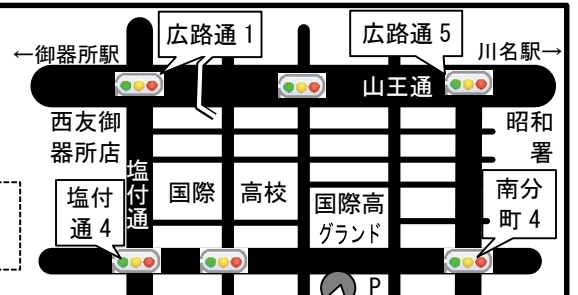 広路通1
広路通5
←御器所駅
川名駅→
山王通
西友御
器所店
昭和
署
塩付通
国際
高校
国際高
グランド
塩付
通4
南分
町4
P